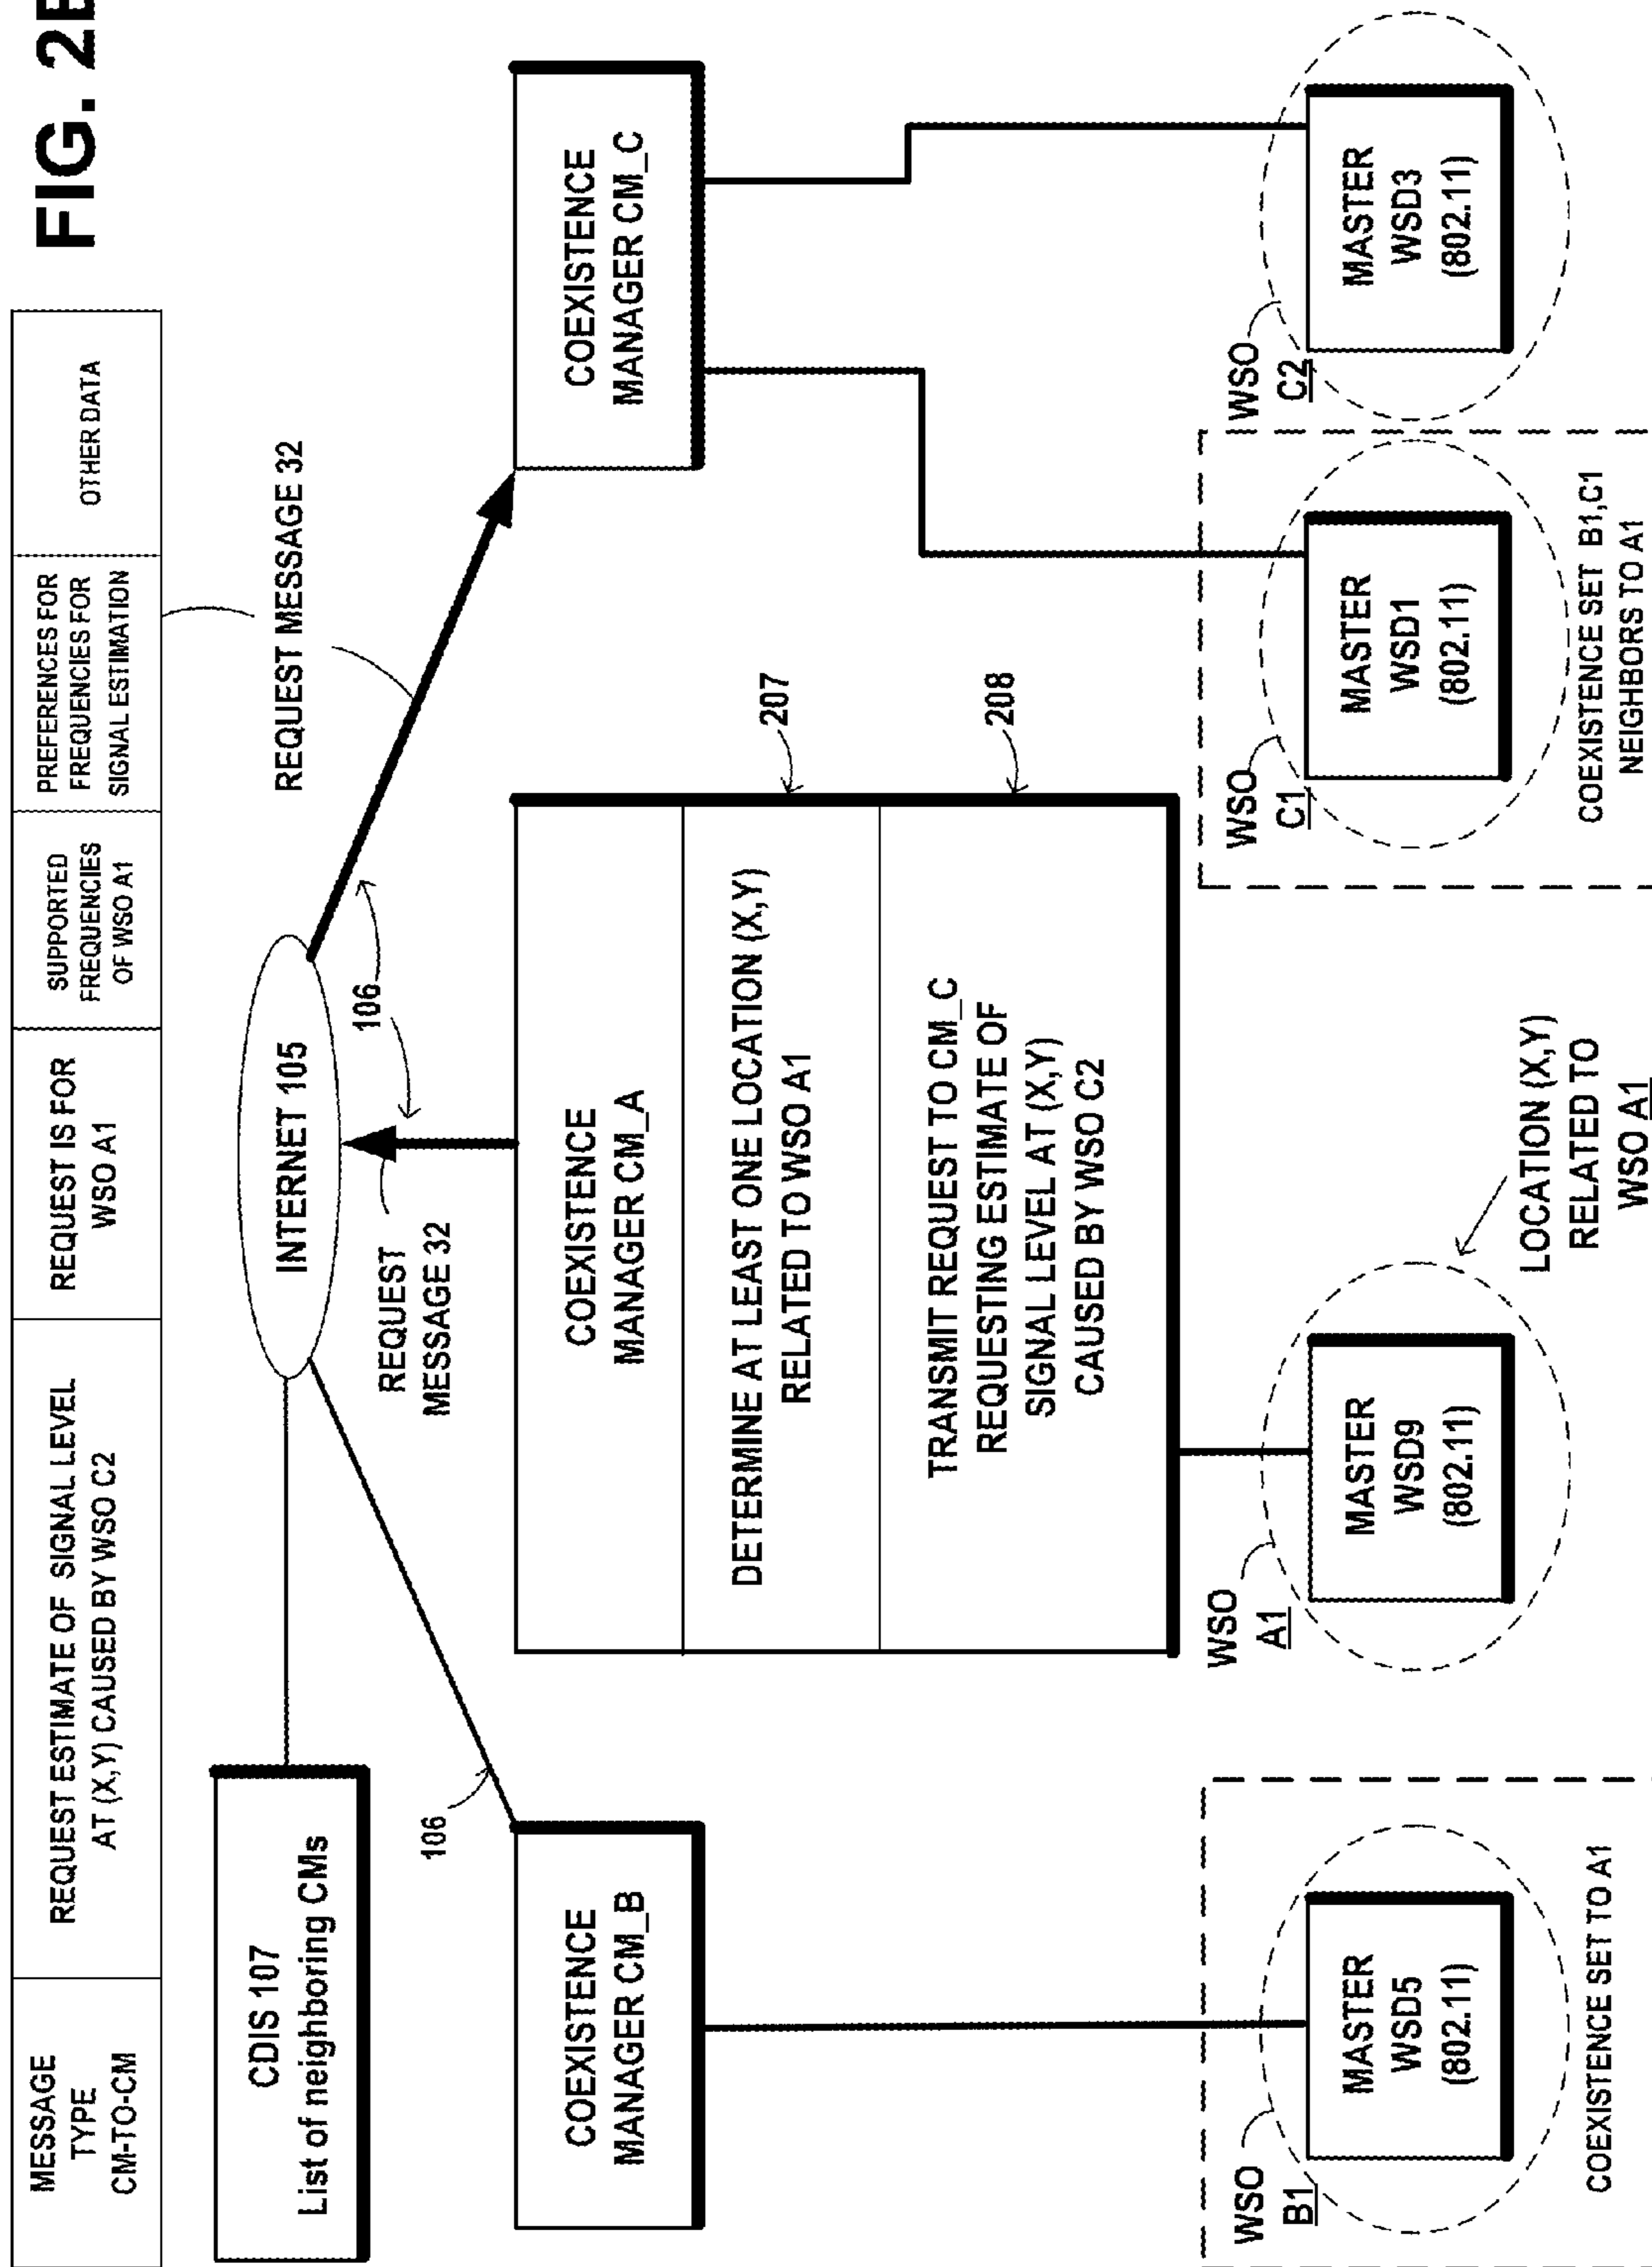 FIG. 2B
MESSAGE
TYPE
CM-TO-CM
REQUEST ESTIMATE OF SIGNAL LEVEL
AT (X,Y) CAUSED BY WSO C2
REQUEST IS FOR
WSO A1
SUPPORTED
FREQUENCIES
OF WSO A1
PREFERENCES FOR
FREQUENCIES FOR
SIGNAL ESTIMATION
OTHER DATA
CDIS 107
List of neighboring CMs
INTERNET 105
REQUEST MESSAGE 32
106
106
REQUEST
MESSAGE 32
COEXISTENCE
MANAGER CM_B
COEXISTENCE
MANAGER CM_A
DETERMINE AT LEAST ONE LOCATION (X,Y)
RELATED TO WSO A1
207
TRANSMIT REQUEST TO CM_C
REQUESTING ESTIMATE OF
SIGNAL LEVEL AT (X,Y)
CAUSED BY WSO C2
208
COEXISTENCE
MANAGER CM_C
WSO
B1
MASTER
WSD5
(802.11)
COEXISTENCE SET TO A1
WSO
A1
MASTER
WSD9
(802.11)
LOCATION (X,Y)
RELATED TO
WSO A1
WSO
C1
MASTER
WSD1
(802.11)
COEXISTENCE SET B1,C1
NEIGHBORS TO A1
WSO
C2
MASTER
WSD3
(802.11)